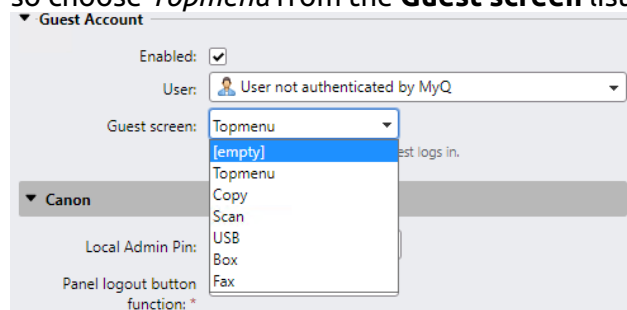 so choose Topmenu from the Guest screen list
Guest Account
Enabled:
User: User not authenticated by MyQ
Guest screen: Topmenu
[empty] est logs in.
Topmenu
Canon Copy
Scan
Local Admin Pin: USB
Box
Panel logout button Fax
function: *